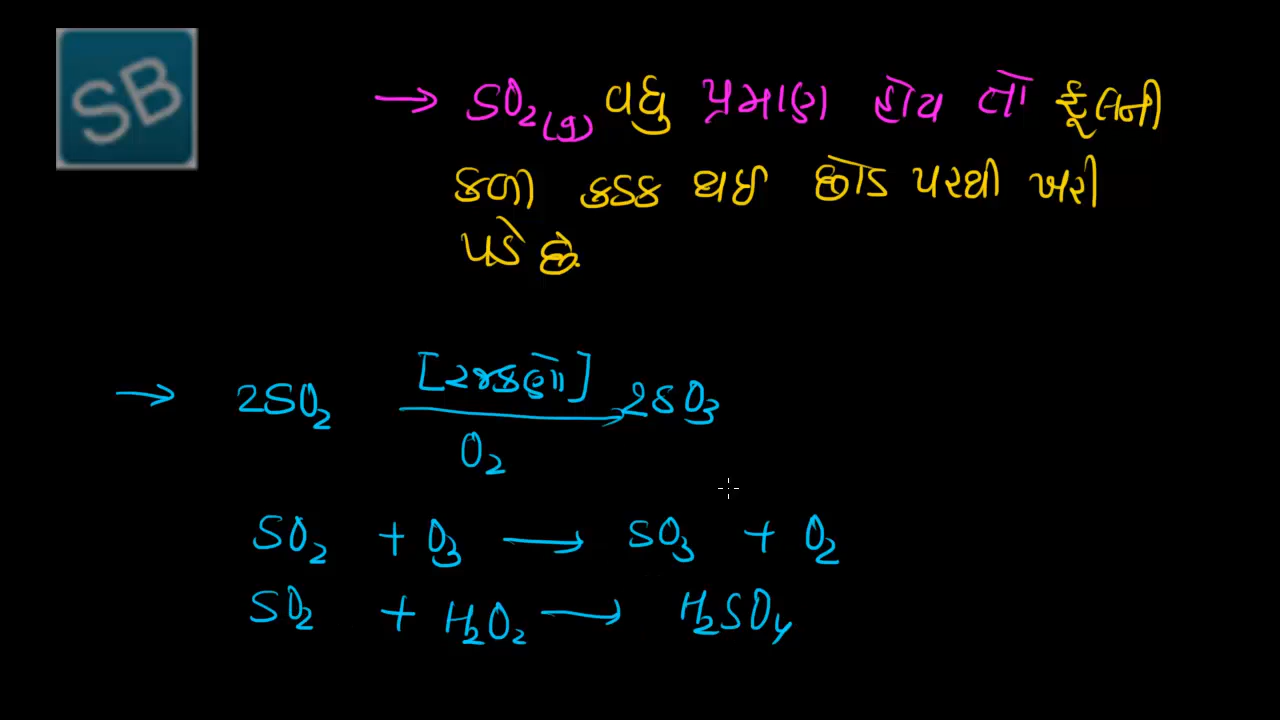 SB
→ SO₂(g) વધુ પ્રમાણ હોય તો ફૂલની
કળી કડક થઈ છોડ પરથી ખરી
પડે છે.
→ 2SO₂ [રજકણો] 2SO₃
O₂
SO₂ + O₃ → SO₃ + O₂
SO₂ + H₂O₂ → H₂SO₄